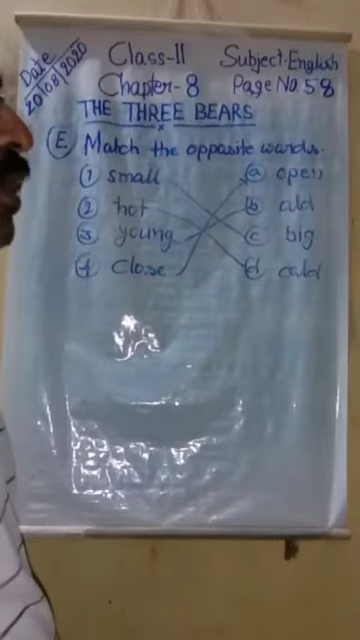 Date
20/08/2020
Class-II Subject-English
Chapter-8 Page No. 58
THE THREE BEARS
E Match the opposite words.
1 small a open
2 hot b old
3 young c big
4 close d cold